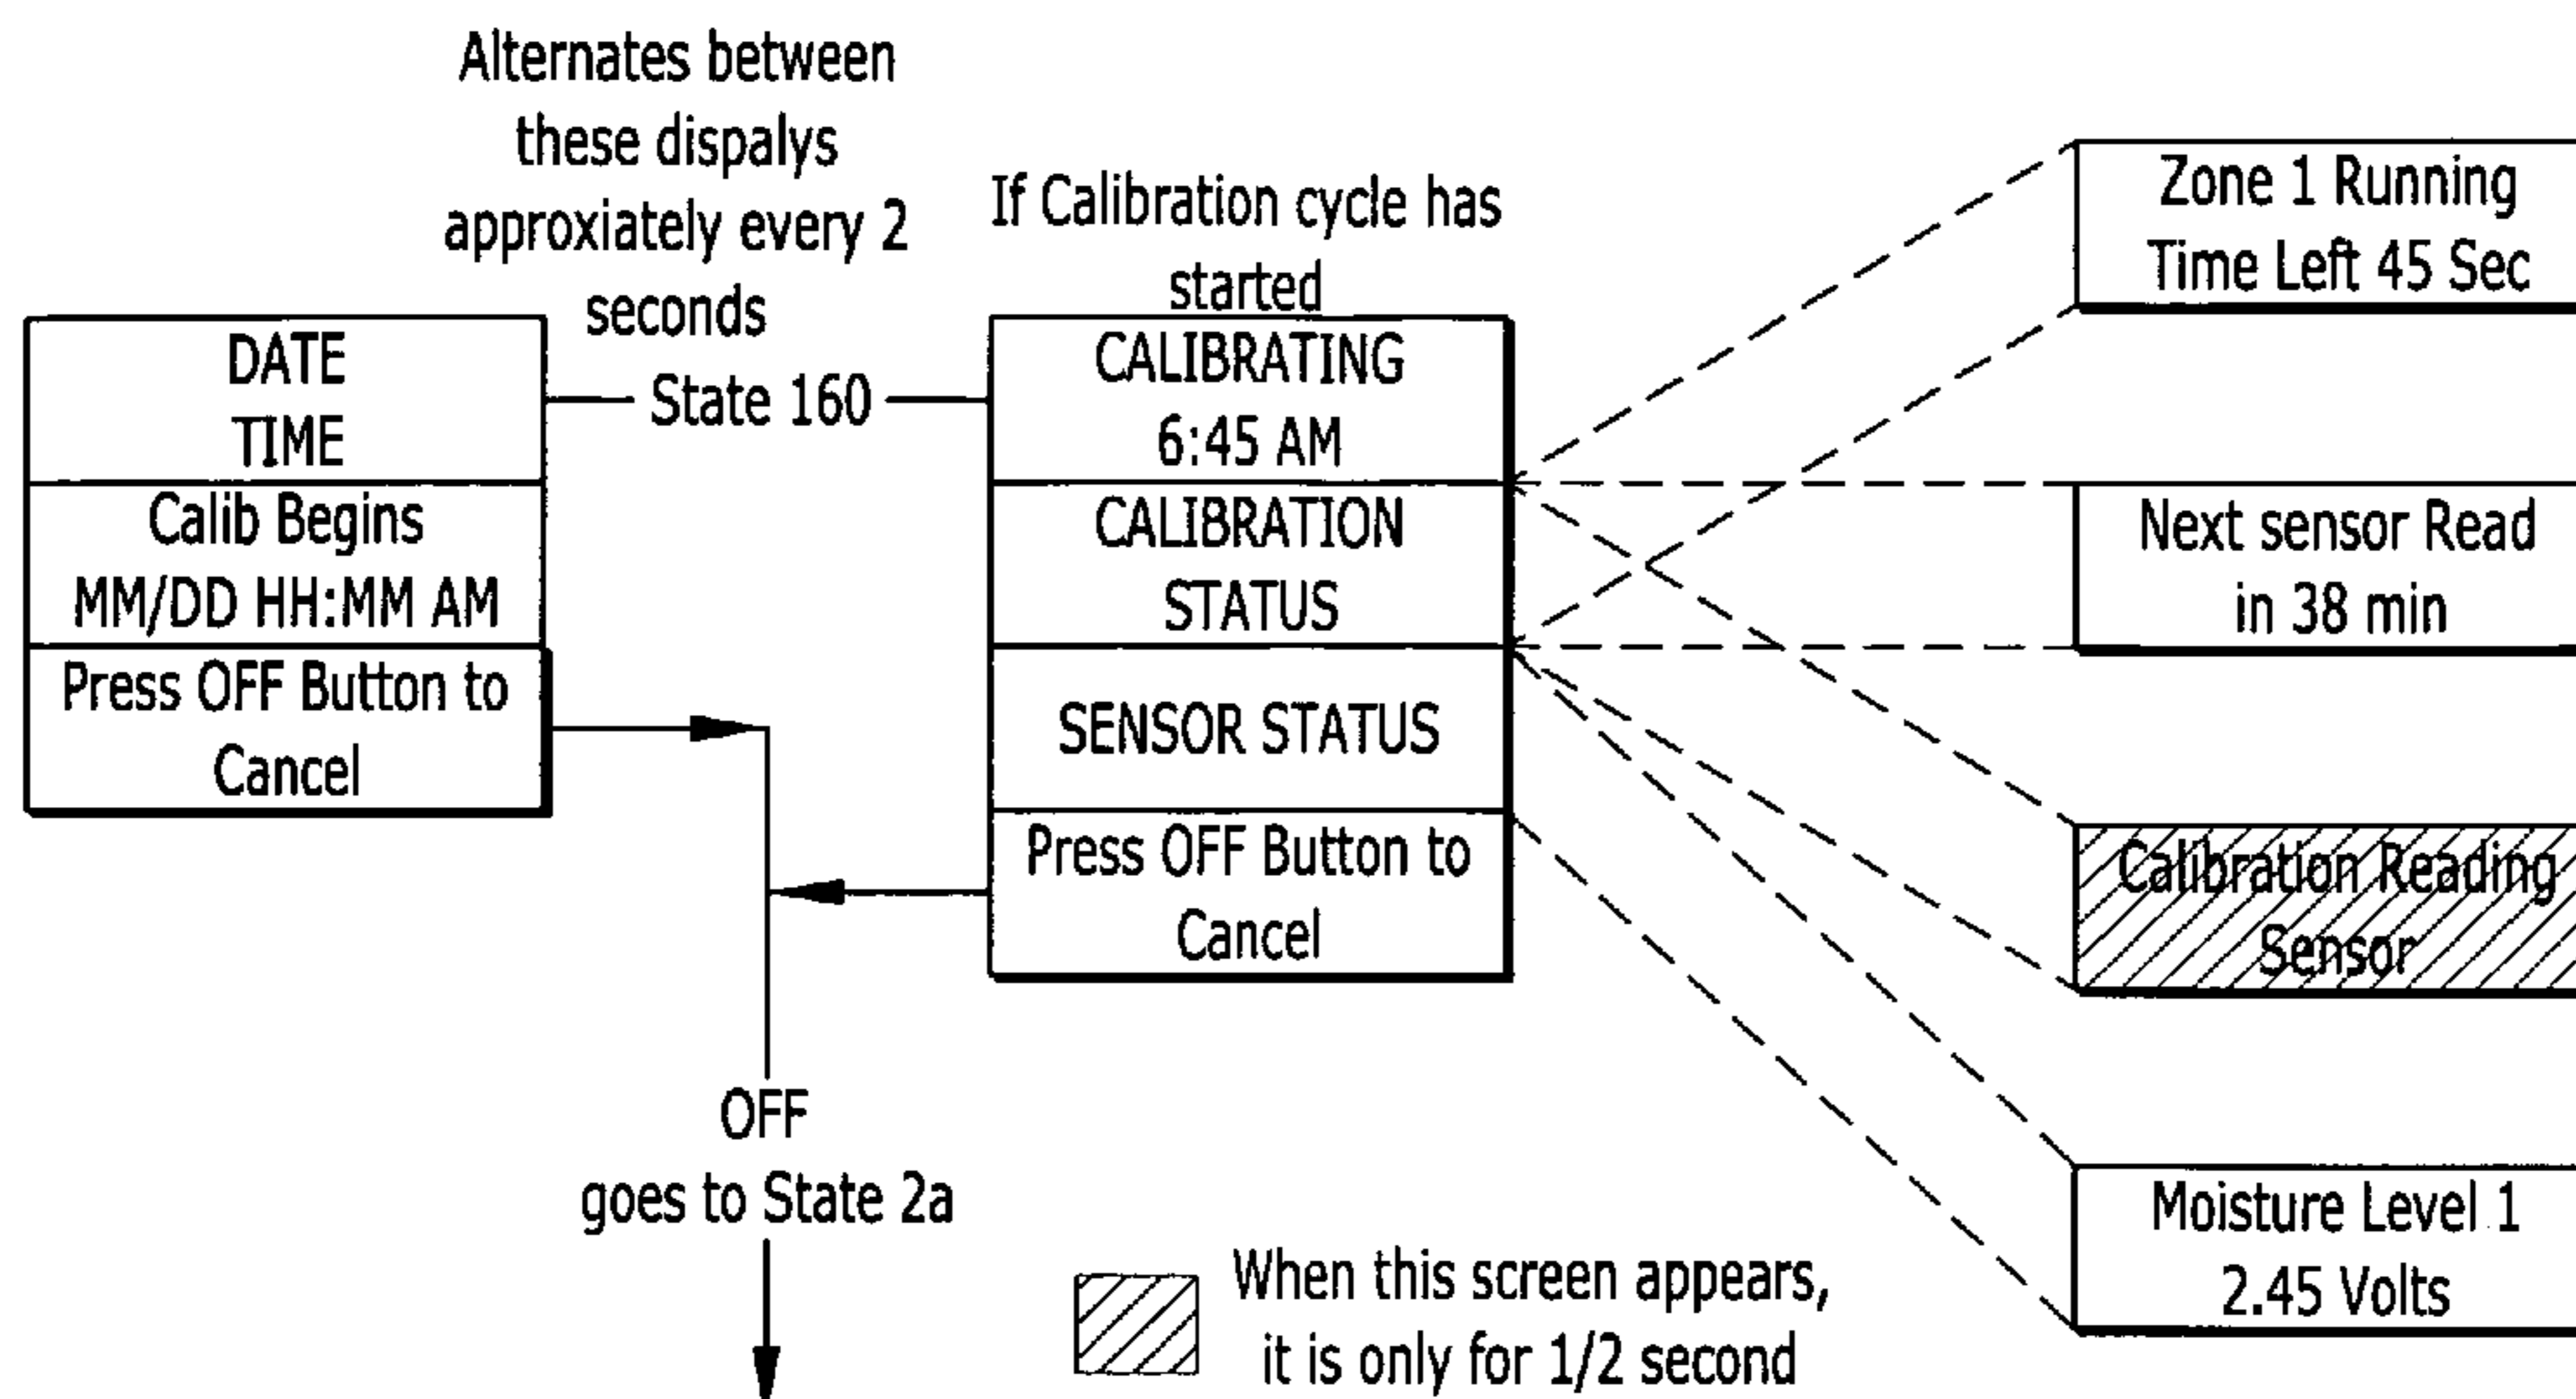 Alternates between
these dispalys
approxiately every 2
seconds
DATE
TIME
Calib Begins
MM/DD HH:MM AM
Press OFF Button to
Cancel
State 160
If Calibration cycle has
started
CALIBRATING
6:45 AM
CALIBRATION
STATUS
SENSOR STATUS
Press OFF Button to
Cancel
Zone 1 Running
Time Left 45 Sec
Next sensor Read
in 38 min
Calibration Reading
Sensor
Moisture Level 1
2.45 Volts
OFF
goes to State 2a
When this screen appears,
it is only for 1/2 second